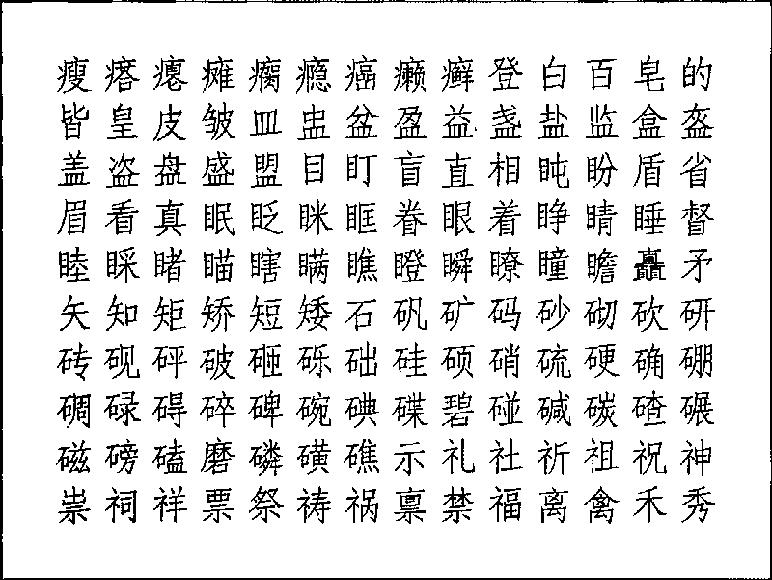 瘦瘩瘪瘫瘸瘾癌癞癣登白百皂的
皆皇皮皱皿盅盆盈益盏盐监盒盔
盖盗盘盛盟目盯盲直相盹盼盾省
眉看真眠眨眯眶眷眼着睁睛睡督
睦睬睹瞄瞎瞒瞧瞪瞬瞭瞳瞻矗矛
矢知矩矫短矮石矾矿码砂砌砍研
砖砚砰破砸砾础硅硕硝硫硬确硼
碉碌碍碎碑碗碘碟碧碰碱碳碴碾
磁磅磕磨磷磺礁示礼社祈祖祝神
祟祠祥票祭祷祸禀禁福离禽禾秀